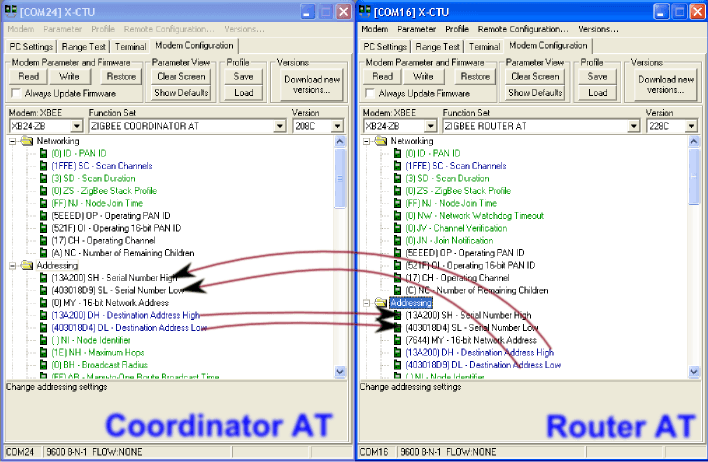 [COM24] X-CTU
Modem Parameter Profile Remote Configuration... Versions...
PC Settings Range Test Terminal Modem Configuration
Modem Parameter and Firmware Parameter View Profile Versions
Read Write Restore Clear Screen Save Download new versions...
Always Update Firmware Show Defaults Load
Modem: XBEE Function Set Version
XB24-ZB ZIGBEE COORDINATOR AT 208C
Networking
(0) ID - PAN ID
(1FFE) SC - Scan Channels
(3) SD - Scan Duration
(0) ZS - ZigBee Stack Profile
(FF) NJ - Node Join Time
(5EEED) OP - Operating PAN ID
(521F) OI - Operating 16-bit PAN ID
(17) CH - Operating Channel
(A) NC - Number of Remaining Children
Addressing
(13A200) SH - Serial Number High
(403018D9) SL - Serial Number Low
(0) MY - 16-bit Network Address
(13A200) DH - Destination Address High
(403018D4) DL - Destination Address Low
( ) NI - Node Identifier
(1E) NH - Maximum Hops
(0) BH - Broadcast Radius
(FF) AR - Many-to-One Route Broadcast Time
Change addressing settings
Coordinator AT
COM24 9600 8-N-1 FLOW:NONE
[COM16] X-CTU
Modem Parameter Profile Remote Configuration... Versions...
PC Settings Range Test Terminal Modem Configuration
Modem Parameter and Firmware Parameter View Profile Versions
Read Write Restore Clear Screen Save Download new versions...
Always Update Firmware Show Defaults Load
Modem: XBEE Function Set Version
XB24-ZB ZIGBEE ROUTER AT 228C
Networking
(0) ID - PAN ID
(1FFE) SC - Scan Channels
(3) SD - Scan Duration
(0) ZS - ZigBee Stack Profile
(FF) NJ - Node Join Time
(0) NW - Network Watchdog Timeout
(0) JV - Channel Verification
(0) JN - Join Notification
(5EEED) OP - Operating PAN ID
(521F) OI - Operating 16-bit PAN ID
(17) CH - Operating Channel
(C) NC - Number of Remaining Children
Addressing
(13A200) SH - Serial Number High
(403018D4) SL - Serial Number Low
(7644) MY - 16-bit Network Address
(13A200) DH - Destination Address High
(403018D9) DL - Destination Address Low
( ) NI - Node Identifier
Change addressing settings
Router AT
COM16 9600 8-N-1 FLOW:NONE